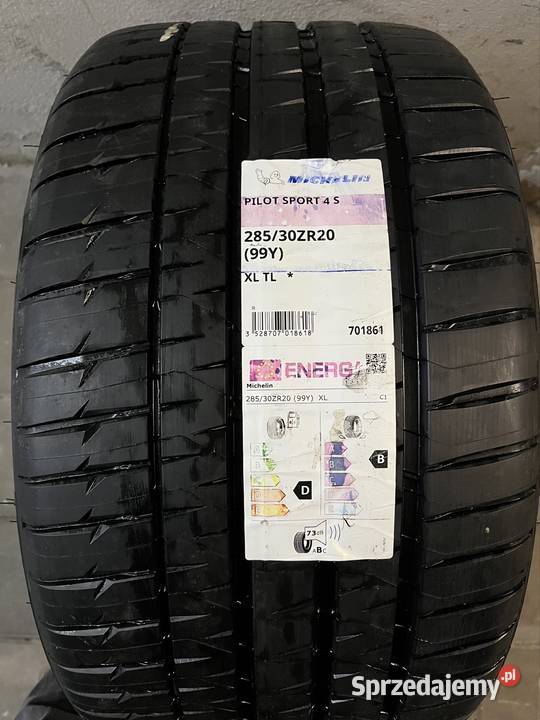 MICHELIN
PILOT SPORT 4 S
285/30ZR20
(99Y)
XL TL *
R
3 528707 018618
701861
ENERG
Michelin
285/30ZR20 (99Y) XL
C1
A
B
B
C
D
73dB
ABC
Sprzedajemy.pl